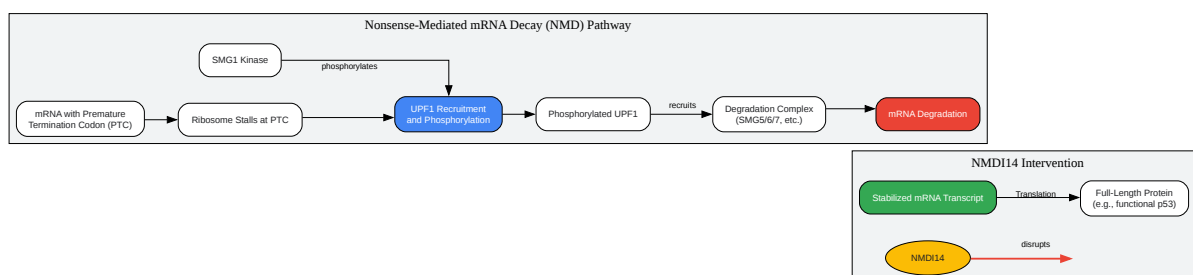 Nonsense-Mediated mRNA Decay (NMD) Pathway
SMG1 Kinase
phosphorylates
mRNA with Premature
Termination Codon (PTC)
Ribosome Stalls at PTC
UPF1 Recruitment
and Phosphorylation
Phosphorylated UPF1
recruits
Degradation Complex
(SMG5/6/7, etc.)
mRNA Degradation
NMDI14 Intervention
Stabilized mRNA Transcript
Translation
Full-Length Protein
(e.g., functional p53)
NMDI14
disrupts